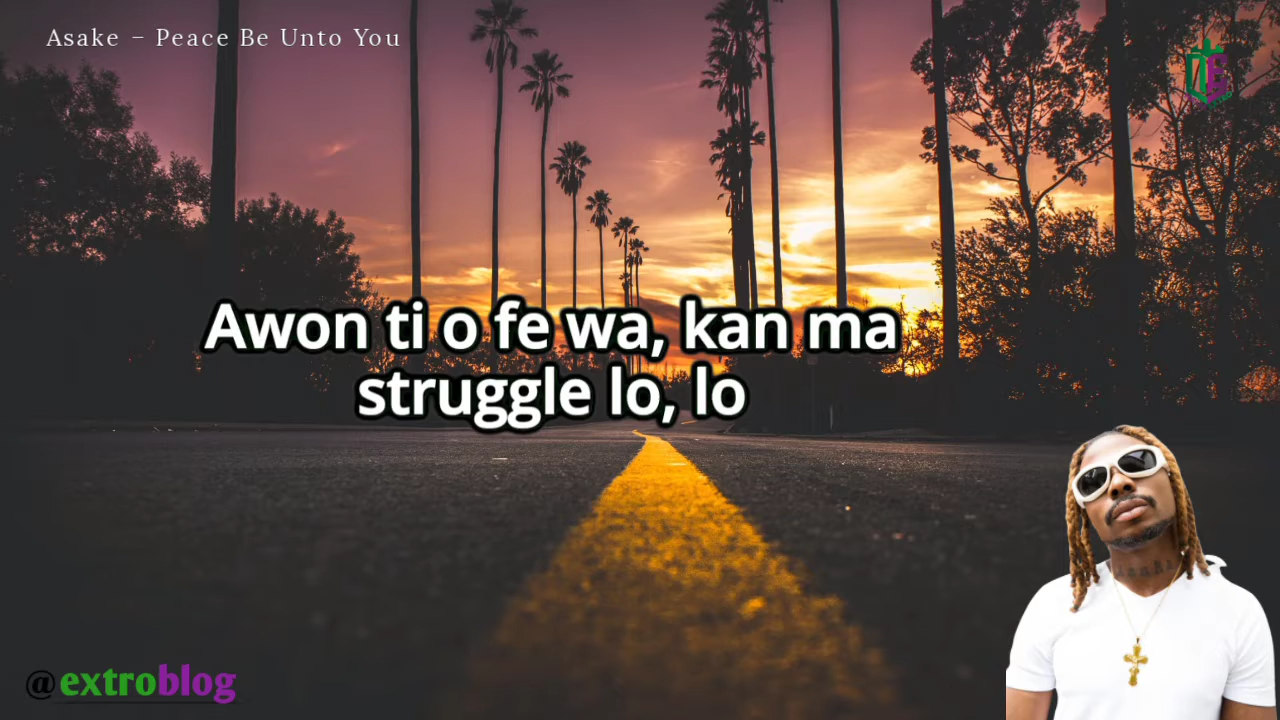 Asake – Peace Be Unto You
Awon ti o fe wa, kan ma
struggle lo, lo
@extroblog